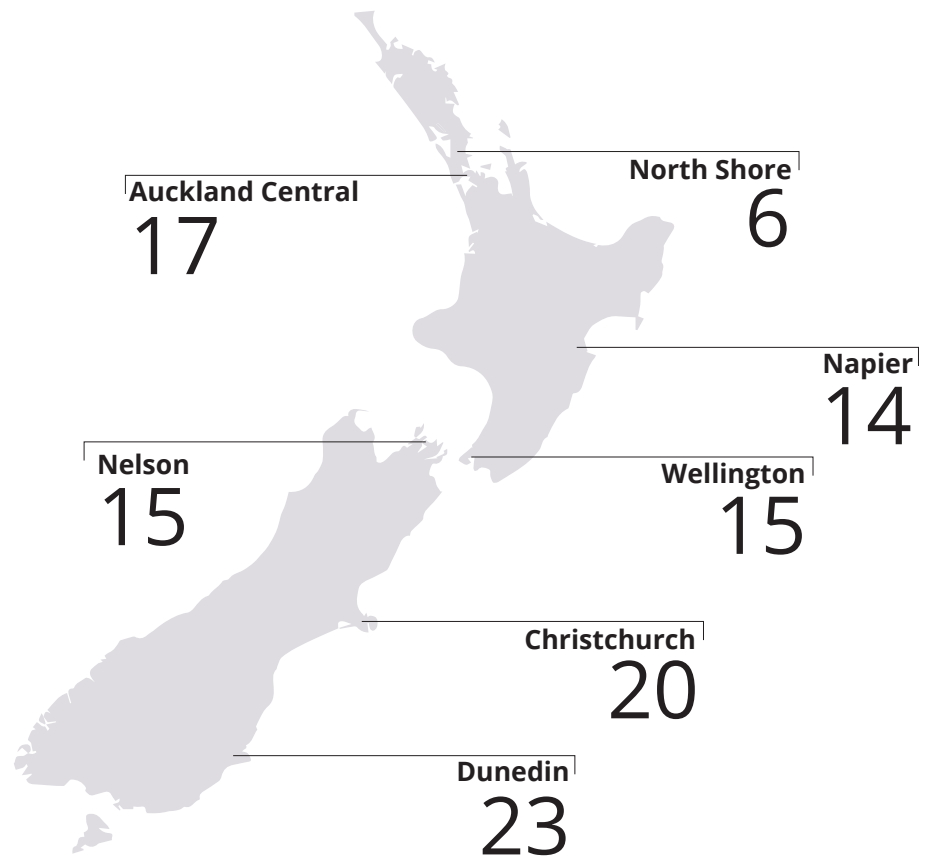 North Shore
6
Auckland Central
17
Napier
14
Nelson
15
Wellington
15
Christchurch
20
Dunedin
23